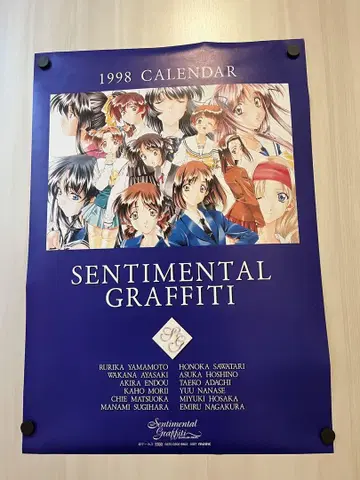 1998 CALENDAR
SENTIMENTAL
GRAFFITI
SG
RURIKA YAMAMOTO HONOKA SAWATARI
WAKANA AYASAKI ASUKA HOSHINO
AKIRA ENDOU TAEKO ADACHI
KAHO MORII YUU NANASE
CHIE MATSUOKA MIYUKI HOSAKA
MANAMI SUGIHARA EMIRU NAGAKURA
Sentimental
Graffiti